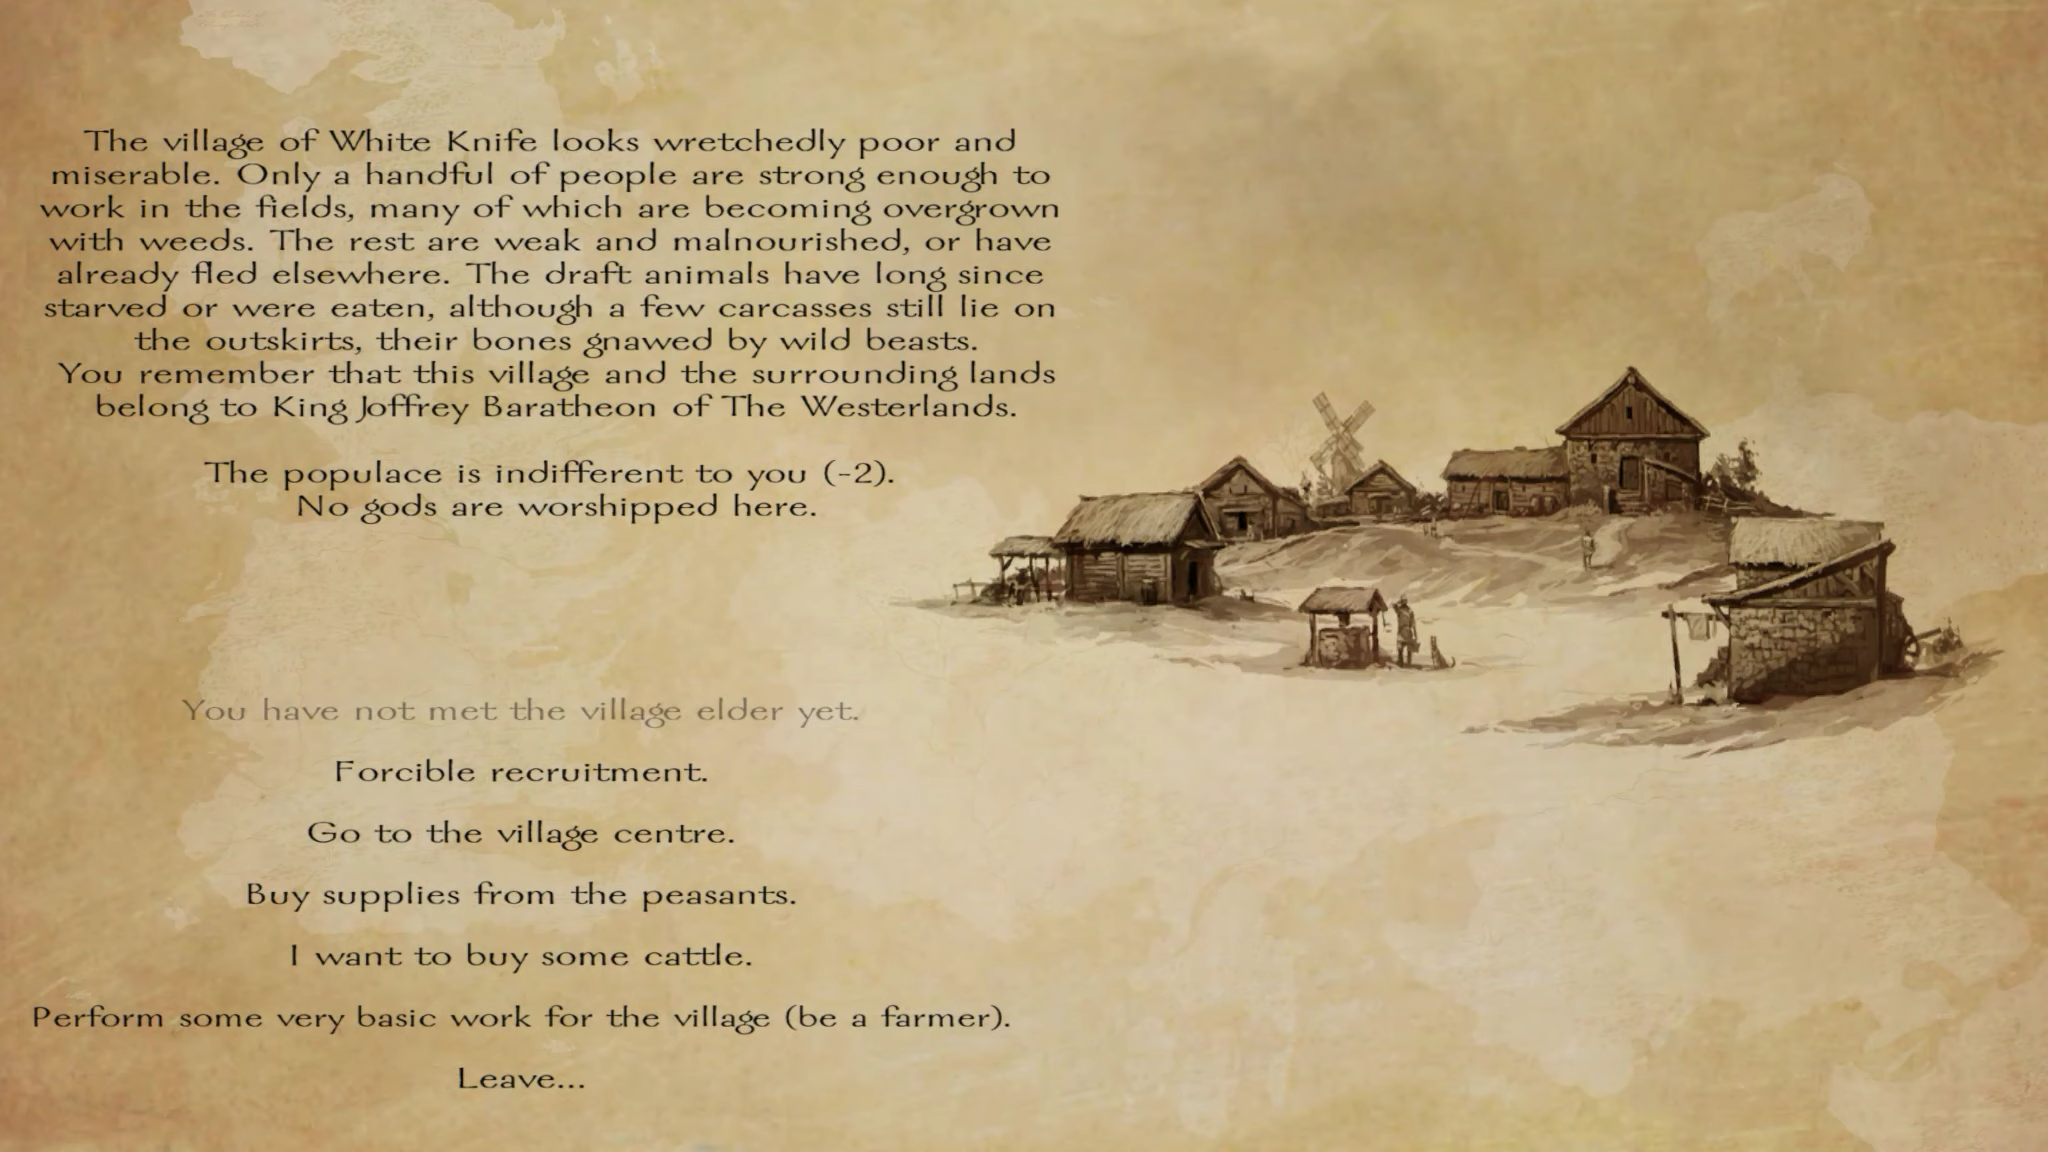 The village of White Knife looks wretchedly poor and
miserable. Only a handful of people are strong enough to
work in the fields, many of which are becoming overgrown
with weeds. The rest are weak and malnourished, or have
already fled elsewhere. The draft animals have long since
starved or were eaten, although a few carcasses still lie on
the outskirts, their bones gnawed by wild beasts.
You remember that this village and the surrounding lands
belong to King Joffrey Baratheon of The Westerlands.
The populace is indifferent to you (-2).
No gods are worshipped here.
You have not met the village elder yet.
Forcible recruitment.
Go to the village centre.
Buy supplies from the peasants.
I want to buy some cattle.
Perform some very basic work for the village (be a farmer).
Leave...